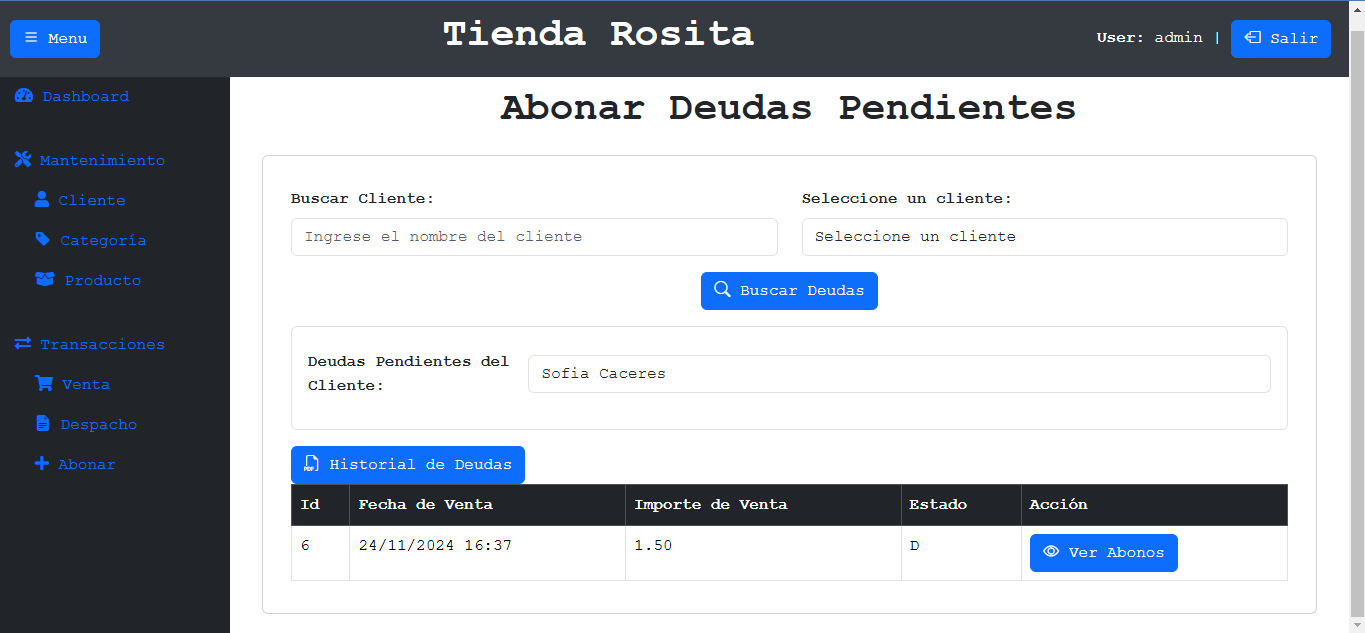 Menu
Tienda Rosita
User: admin |
Salir
Dashboard
Mantenimiento
Cliente
Categoría
Producto
Transacciones
Venta
Despacho
Abonar
Abonar Deudas Pendientes
Buscar Cliente:
Seleccione un cliente:
Ingrese el nombre del cliente
Seleccione un cliente
Buscar Deudas
Deudas Pendientes del
Cliente:
Sofia Caceres
PDF Historial de Deudas
Id Fecha de Venta Importe de Venta Estado Acción
6 24/11/2024 16:37 1.50 D Ver Abonos